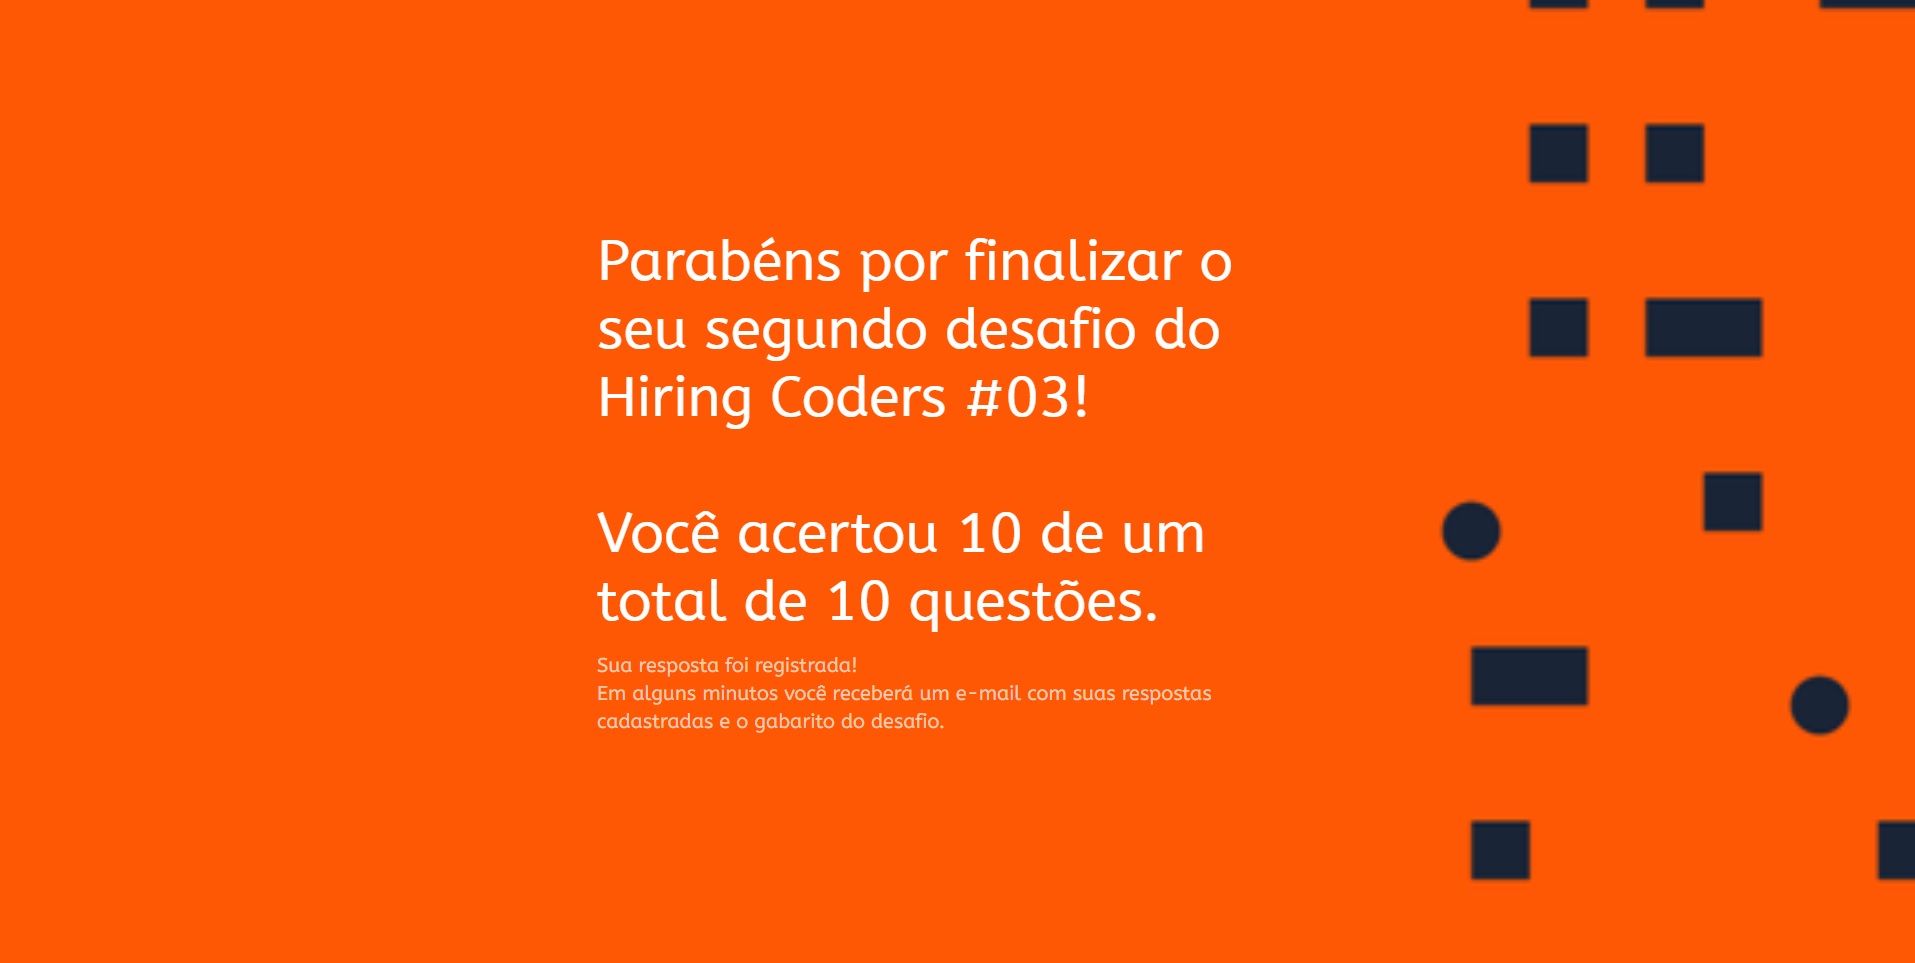 Parabéns por finalizar o
seu segundo desafio do
Hiring Coders #03!
Você acertou 10 de um
total de 10 questões.
Sua resposta foi registrada!
Em alguns minutos você receberá um e-mail com suas respostas
cadastradas e o gabarito do desafio.